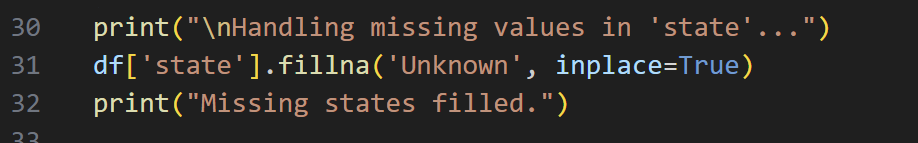 30 print("\nHandling missing values in 'state'...")
31 df['state'].fillna('Unknown', inplace=True)
32 print("Missing states filled.")
33